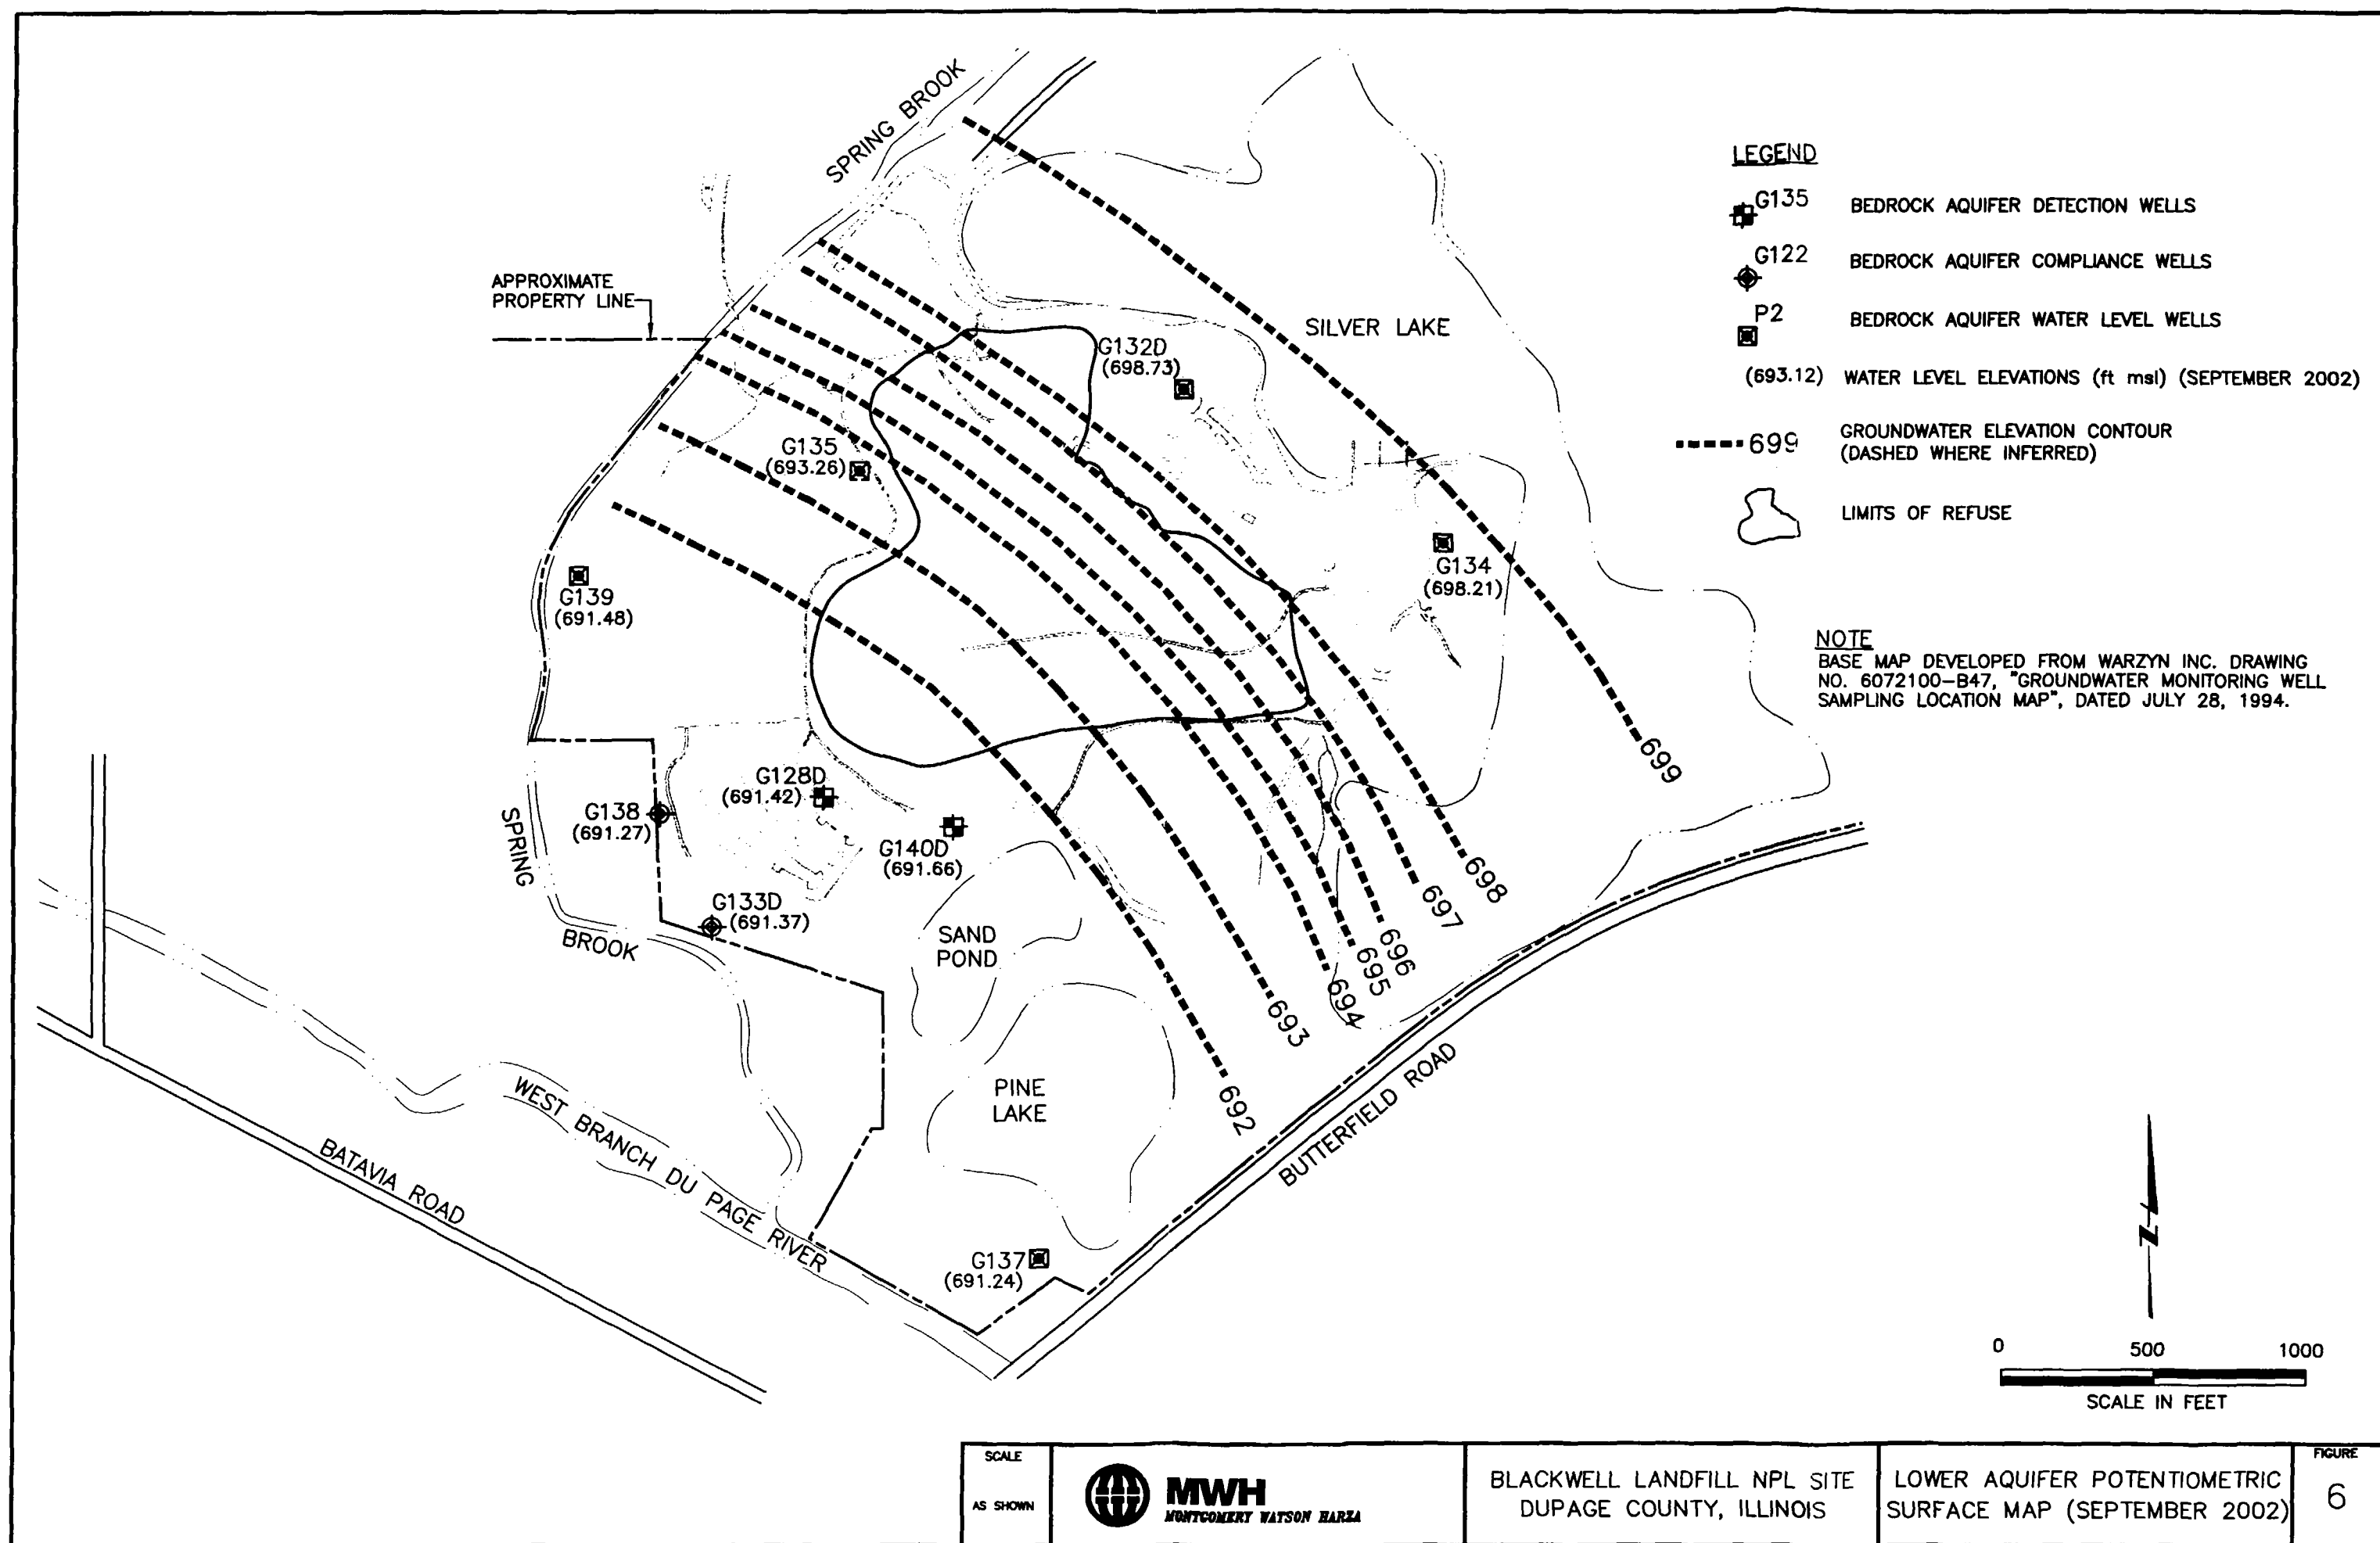 SPRING BROOK
APPROXIMATE
PROPERTY LINE
SILVER LAKE
G132D
(698.73)
G135
(693.26)
G134
(698.21)
G139
(691.48)
G128D
(691.42)
G138
(691.27)
G140D
(691.66)
G133D
(691.37)
SPRING
BROOK
SAND
POND
PINE
LAKE
699
698
697
696
695
694
693
692
WEST BRANCH DU PAGE RIVER
BATAVIA ROAD
BUTTERFIELD ROAD
G137
(691.24)
LEGEND
G135 BEDROCK AQUIFER DETECTION WELLS
G122 BEDROCK AQUIFER COMPLIANCE WELLS
P2 BEDROCK AQUIFER WATER LEVEL WELLS
(693.12) WATER LEVEL ELEVATIONS (ft msl) (SEPTEMBER 2002)
699 GROUNDWATER ELEVATION CONTOUR
(DASHED WHERE INFERRED)
LIMITS OF REFUSE
NOTE
BASE MAP DEVELOPED FROM WARZYN INC. DRAWING
NO. 6072100-B47, "GROUNDWATER MONITORING WELL
SAMPLING LOCATION MAP", DATED JULY 28, 1994.
N
0 500 1000
SCALE IN FEET
SCALE
AS SHOWN
MWH
MONTGOMERY WATSON HARZA
BLACKWELL LANDFILL NPL SITE
DUPAGE COUNTY, ILLINOIS
LOWER AQUIFER POTENTIOMETRIC
SURFACE MAP (SEPTEMBER 2002)
FIGURE
6